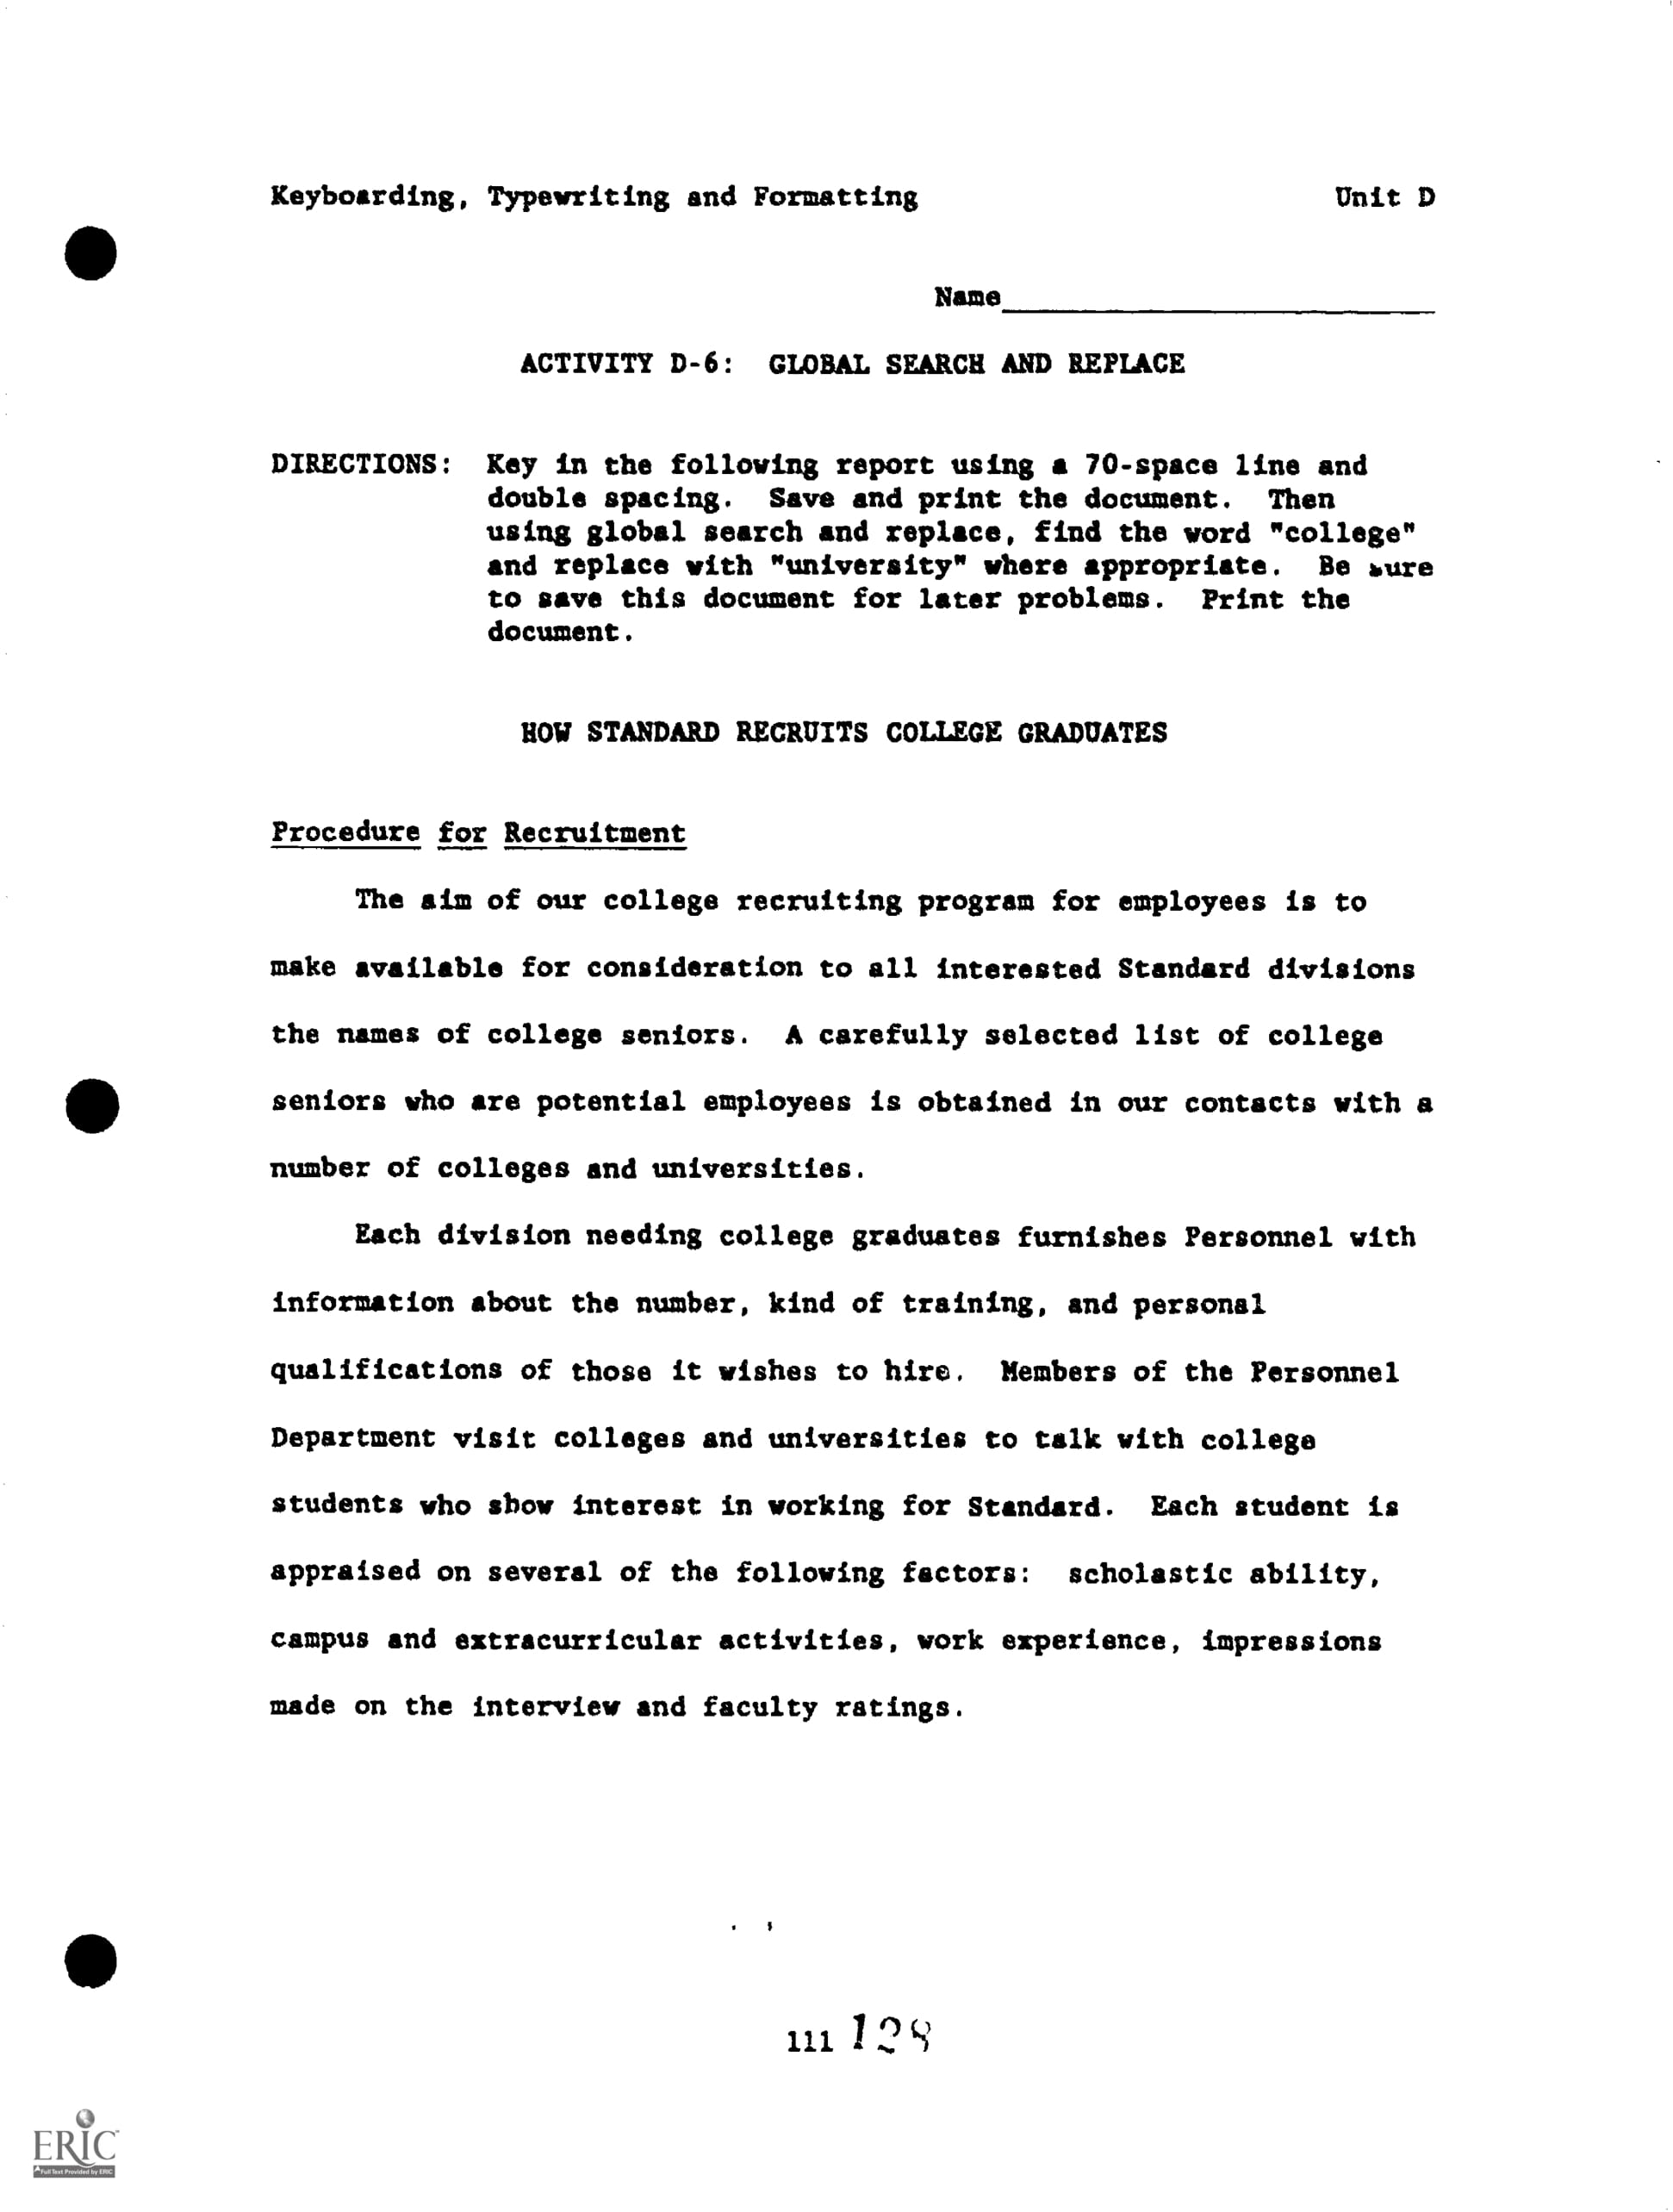 Keyboarding, Typewriting and Formatting Unit D
Name
ACTIVITY D-6: GLOBAL SEARCH AND REPLACE
DIRECTIONS: Key in the following report using a 70-space line and
double spacing. Save and print the document. Then
using global search and replace, find the word "college"
and replace with "university" where appropriate. Be sure
to save this document for later problems. Print the
document.
HOW STANDARD RECRUITS COLLEGE GRADUATES
Procedure for Recruitment
The aim of our college recruiting program for employees is to
make available for consideration to all interested Standard divisions
the names of college seniors. A carefully selected list of college
seniors who are potential employees is obtained in our contacts with a
number of colleges and universities.
Each division needing college graduates furnishes Personnel with
information about the number, kind of training, and personal
qualifications of those it wishes to hire. Members of the Personnel
Department visit colleges and universities to talk with college
students who show interest in working for Standard. Each student is
appraised on several of the following factors: scholastic ability,
campus and extracurricular activities, work experience, impressions
made on the interview and faculty ratings.
111 128
ERIC
Full Text Provided by ERIC